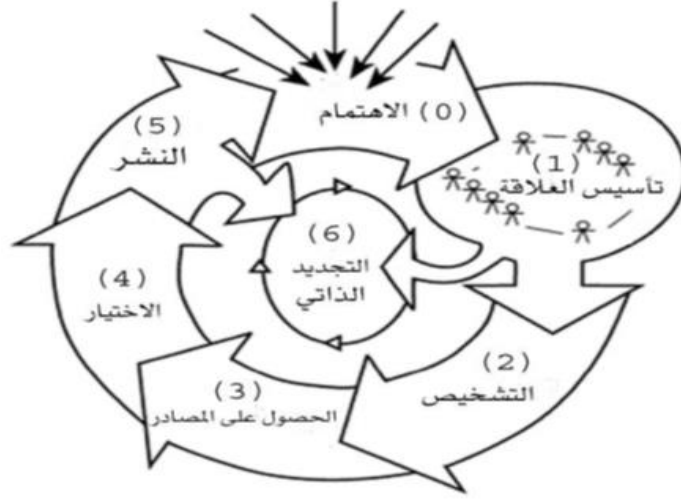 (0) الاهتمام
(1)
تأسيس العلاقة
(2)
التشخيص
(3)
الحصول على المصادر
(4)
الاختيار
(5)
النشر
(6)
التجديد
الذاتي